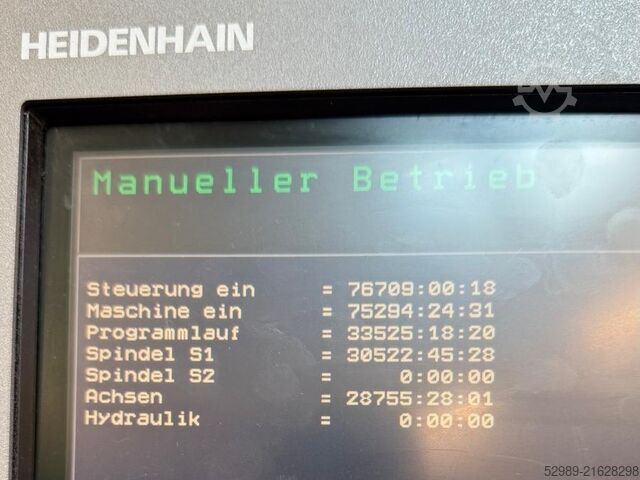 HEIDENHAIN
Manueller Betrieb
Steuerung ein = 76709:00:18
Maschine ein = 75294:24:31
Programmlauf = 33525:18:20
Spindel S1 = 30522:45:28
Spindel S2 = 0:00:00
Achsen = 28755:28:01
Hydraulik = 0:00:00
52989-21628298